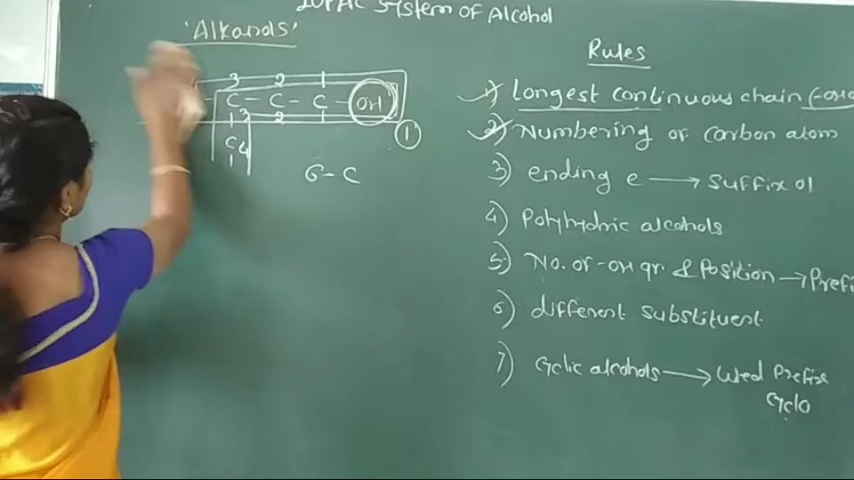 IUPAC System of Alcohol
'Alkanols'
Rules
3 2 1
C - C - C - OH
1) Longest continuous chain (-OH)
3 2 1
C4
G - C
2) Numbering of Carbon atom
3) ending e → suffix ol
4) Polyhydric alcohols
5) No. of -OH gr. & Position → Prefi
6) different substituent
7) Cyclic alcohols → Used Prefix
Cyclo